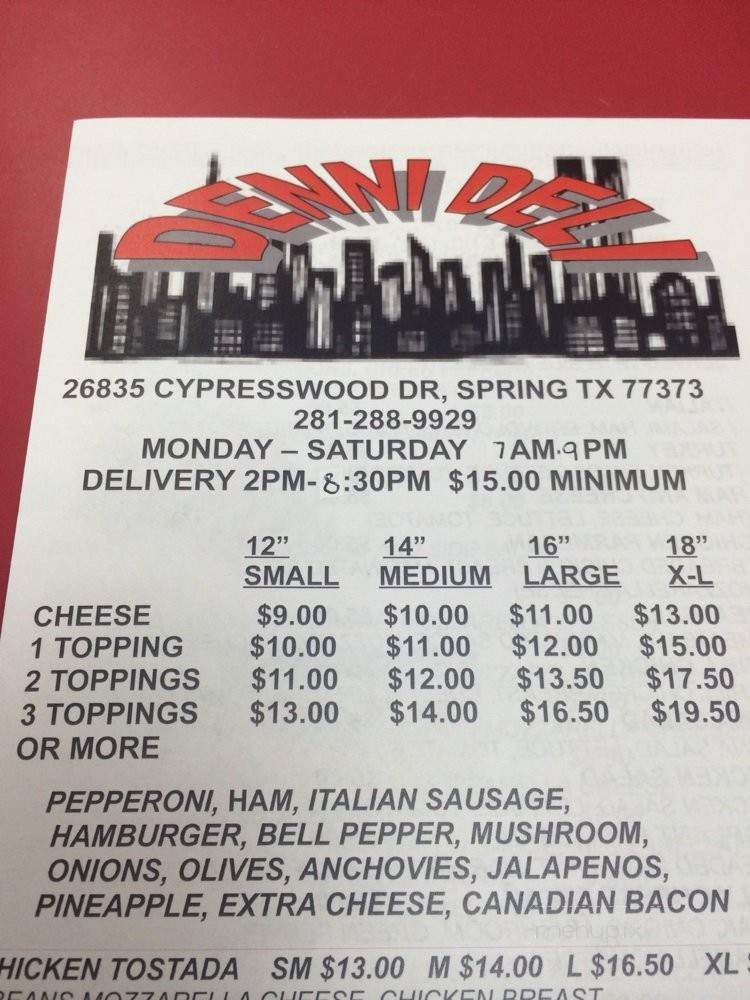 DENNI DELI
26835 CYPRESSWOOD DR, SPRING TX 77373
281-288-9929
MONDAY – SATURDAY 7AM-9PM
DELIVERY 2PM-8:30PM $15.00 MINIMUM
12” 14” 16” 18”
SMALL MEDIUM LARGE X-L
CHEESE $9.00 $10.00 $11.00 $13.00
1 TOPPING $10.00 $11.00 $12.00 $15.00
2 TOPPINGS $11.00 $12.00 $13.50 $17.50
3 TOPPINGS $13.00 $14.00 $16.50 $19.50
OR MORE
PEPPERONI, HAM, ITALIAN SAUSAGE,
HAMBURGER, BELL PEPPER, MUSHROOM,
ONIONS, OLIVES, ANCHOVIES, JALAPENOS,
PINEAPPLE, EXTRA CHEESE, CANADIAN BACON
HICKEN TOSTADA SM $13.00 M $14.00 L $16.50 XL $
BEANS MOZZARELLA CHEESE, CHICKEN BREAST